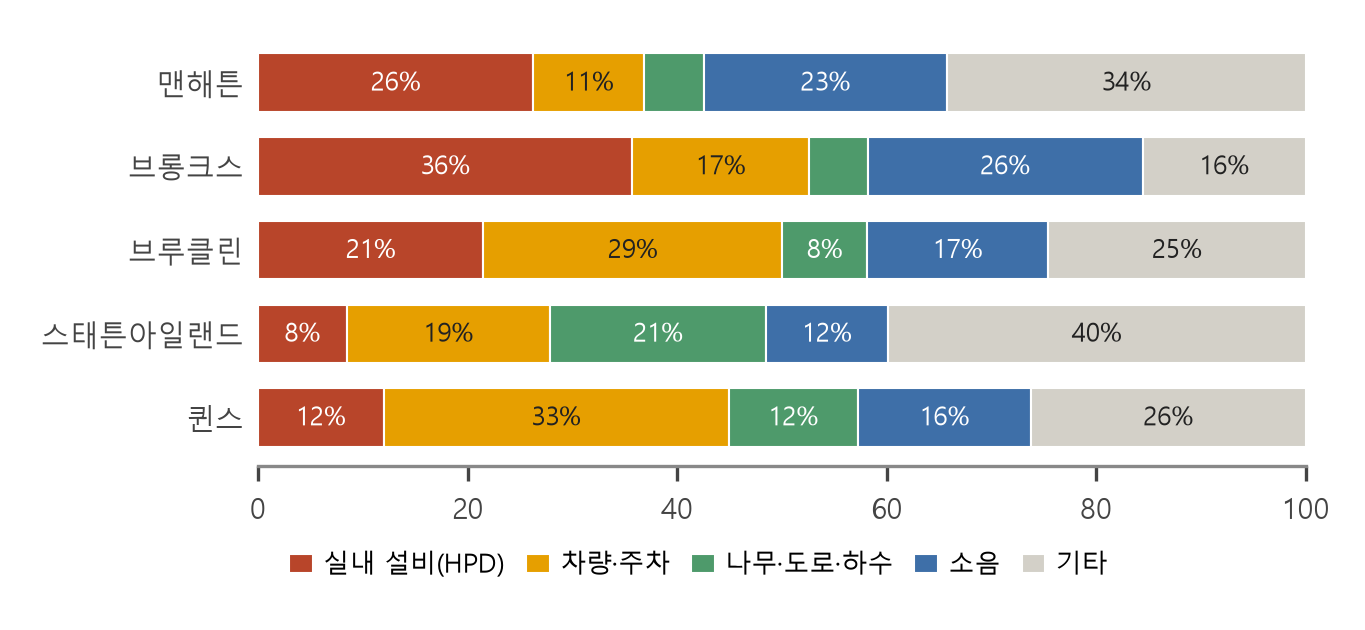 맨해튼 26% 11% 23% 34%
브롱크스 36% 17% 26% 16%
브루클린 21% 29% 8% 17% 25%
스태튼아일랜드 8% 19% 21% 12% 40%
퀸스 12% 33% 12% 16% 26%
0 20 40 60 80 100
실내 설비(HPD) 차량·주차 나무·도로·하수 소음 기타